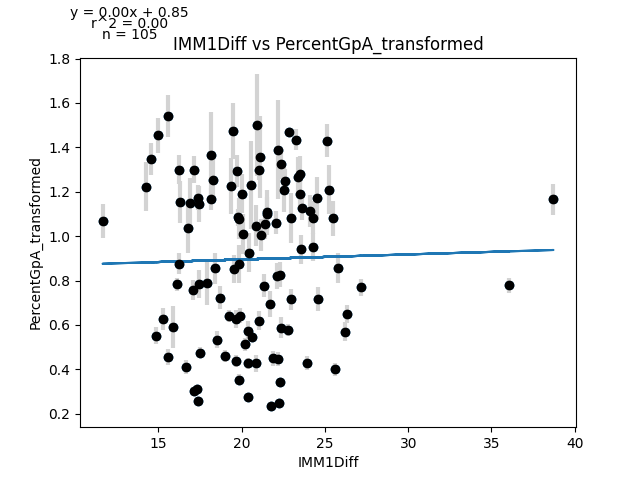 y = 0.00x + 0.85
r^2 = 0.00
n = 105
IMM1Diff vs PercentGpA_transformed
PercentGpA_transformed
1.8
1.6
1.4
1.2
1.0
0.8
0.6
0.4
0.2
15 20 25 30 35 40
IMM1Diff